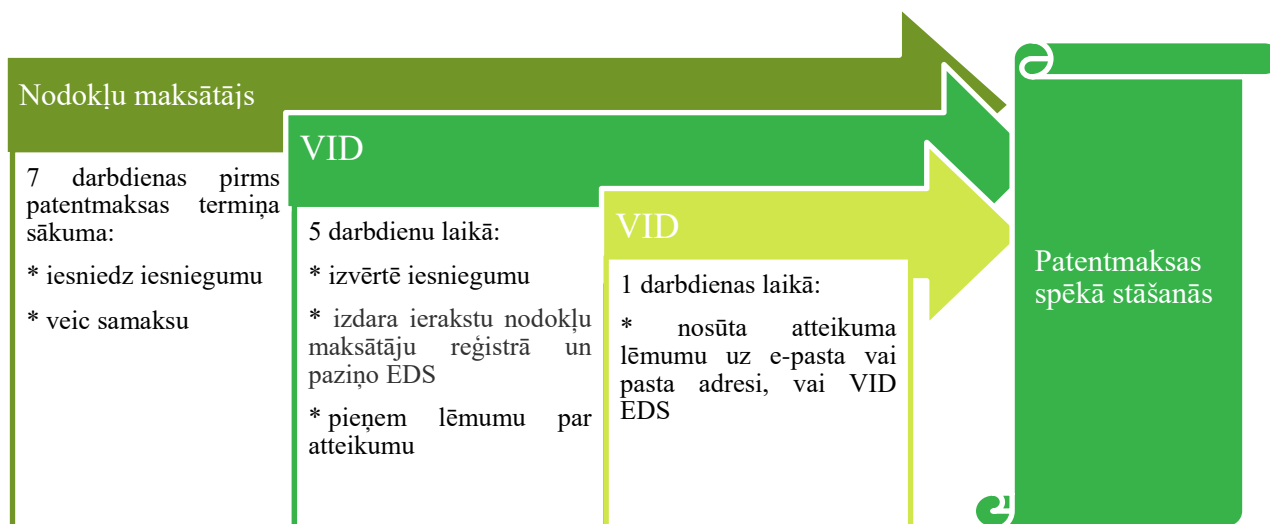 Nodokļu maksātājs
7 darbdienas pirms
patentmaksas termiņa
sākuma:
* iesniedz iesniegumu
* veic samaksu
VID
5 darbdienu laikā:
* izvērtē iesniegumu
* izdara ierakstu nodokļu
maksātāju reģistrā un
paziņo EDS
* pieņem lēmumu par
atteikumu
VID
1 darbdienas laikā:
* nosūta atteikuma
lēmumu uz e-pasta vai
pasta adresi, vai VID
EDS
Patentmaksas
spēkā stāšanās